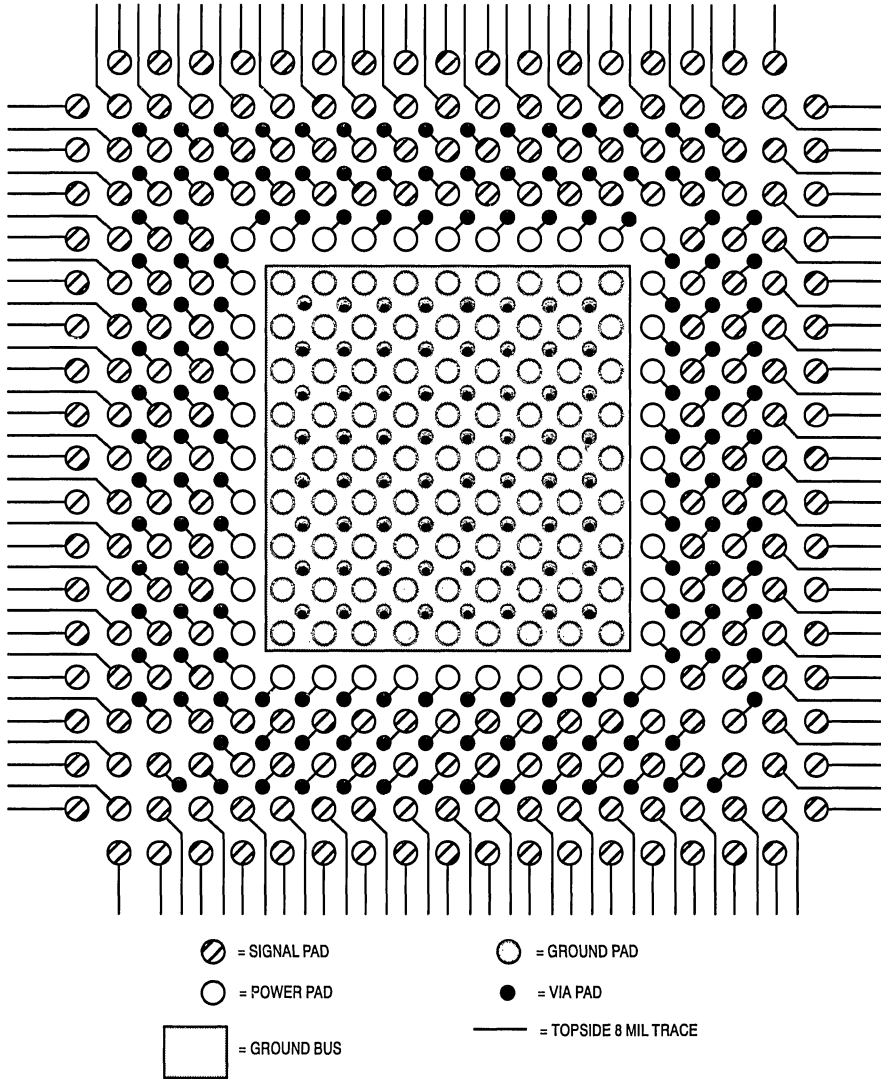 = SIGNAL PAD
= GROUND PAD
= POWER PAD
= VIA PAD
= GROUND BUS
= TOPSIDE 8 MIL TRACE